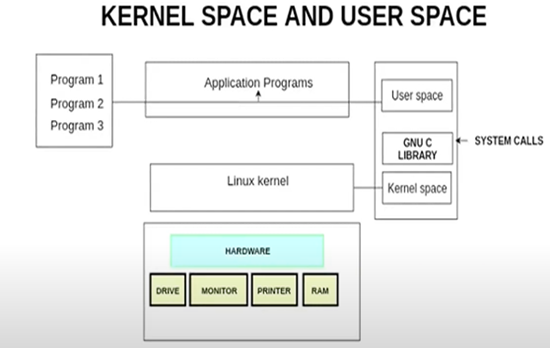 KERNEL SPACE AND USER SPACE
Program 1
Program 2
Program 3
Application Programs
User space
GNU C
LIBRARY
SYSTEM CALLS
Linux kernel
Kernel space
HARDWARE
DRIVE
MONITOR
PRINTER
RAM